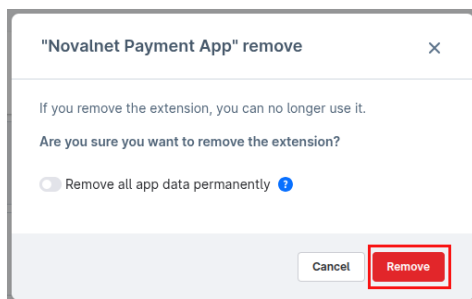 "Novalnet Payment App" remove
If you remove the extension, you can no longer use it.
Are you sure you want to remove the extension?
Remove all app data permanently ?
Cancel Remove